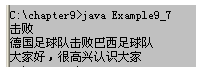 C:\chapter9>java Example9_7
击败
德国足球队击败巴西足球队
大家好，很高兴认识大家